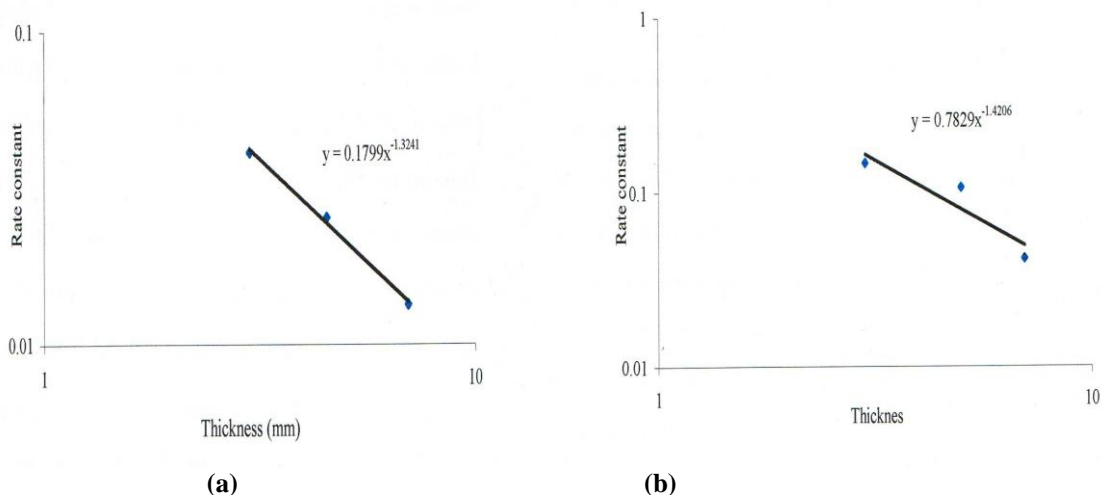 0.1
Rate constant
y = 0.1799x^-1.3241
0.01
1
10
Thickness (mm)
(a)
1
Rate constant
y = 0.7829x^-1.4206
0.1
0.01
1
10
Thicknes
(b)